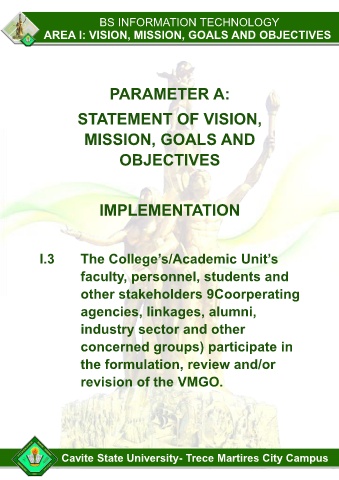 BS INFORMATION TECHNOLOGY
AREA I: VISION, MISSION, GOALS AND OBJECTIVES
PARAMETER A:
STATEMENT OF VISION,
MISSION, GOALS AND
OBJECTIVES
IMPLEMENTATION
I.3 The College's/Academic Unit's
faculty, personnel, students and
other stakeholders 9Coorperating
agencies, linkages, alumni,
industry sector and other
concerned groups) participate in
the formulation, review and/or
revision of the VMGO.
Cavite State University- Trece Martires City Campus